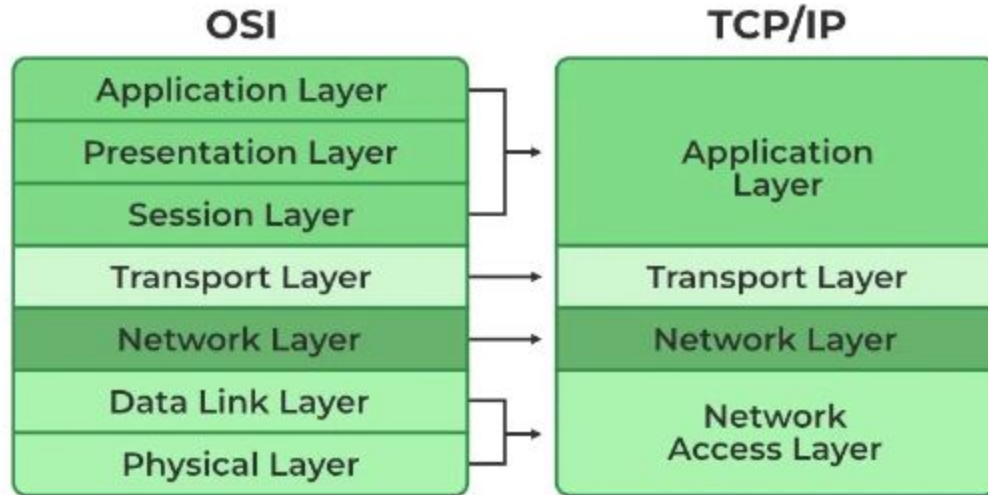 OSI
Application Layer
Presentation Layer
Session Layer
Transport Layer
Network Layer
Data Link Layer
Physical Layer
TCP/IP
Application
Layer
Transport Layer
Network Layer
Network
Access Layer